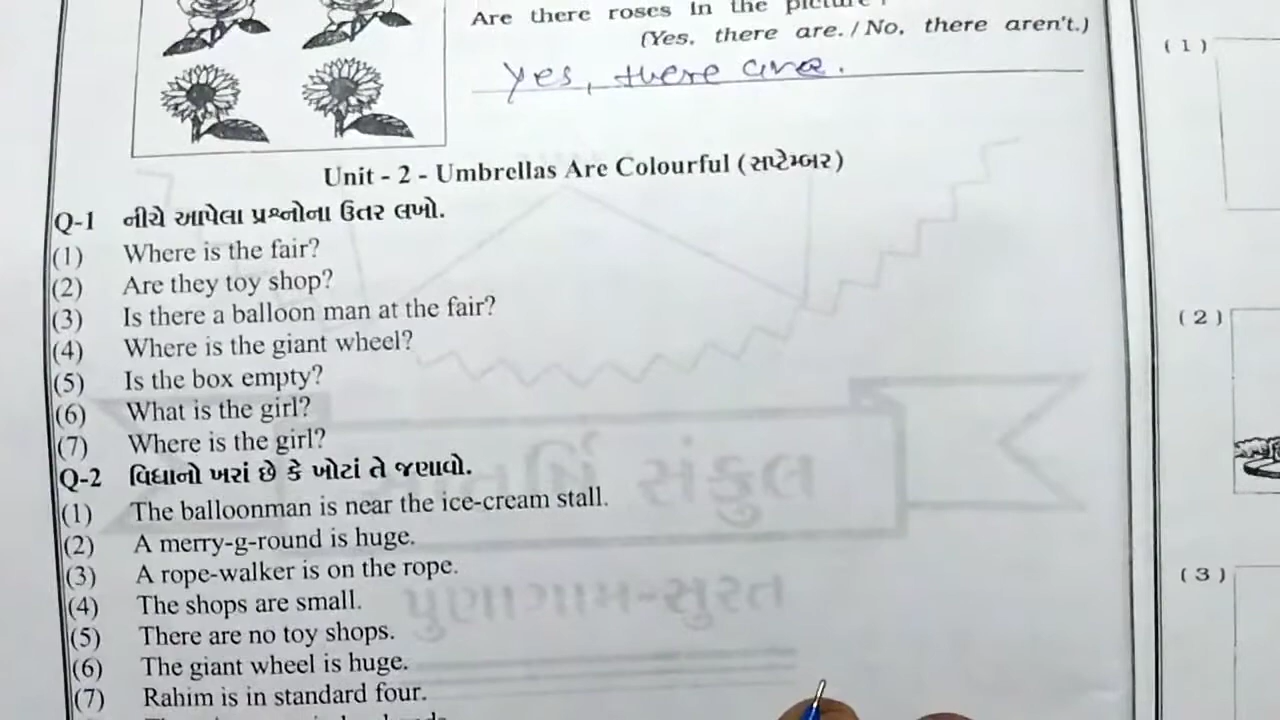 Are there roses in the picture?
(Yes, there are. / No, there aren't.)
Yes, there are.
Unit - 2 - Umbrellas Are Colourful (સપ્ટેમ્બર)
Q-1 નીચે આપેલા પ્રશ્નોના ઉતર લખો.
(1) Where is the fair?
(2) Are they toy shop?
(3) Is there a balloon man at the fair?
(4) Where is the giant wheel?
(5) Is the box empty?
(6) What is the girl?
(7) Where is the girl?
Q-2 વિધાનો ખરાં છે કે ખોટાં તે જણાવો.
(1) The balloonman is near the ice-cream stall.
(2) A merry-g-round is huge.
(3) A rope-walker is on the rope.
(4) The shops are small.
(5) There are no toy shops.
(6) The giant wheel is huge.
(7) Rahim is in standard four.
સંકુલ
પુણાગામ-સુરત
(1)
(2)
(3)